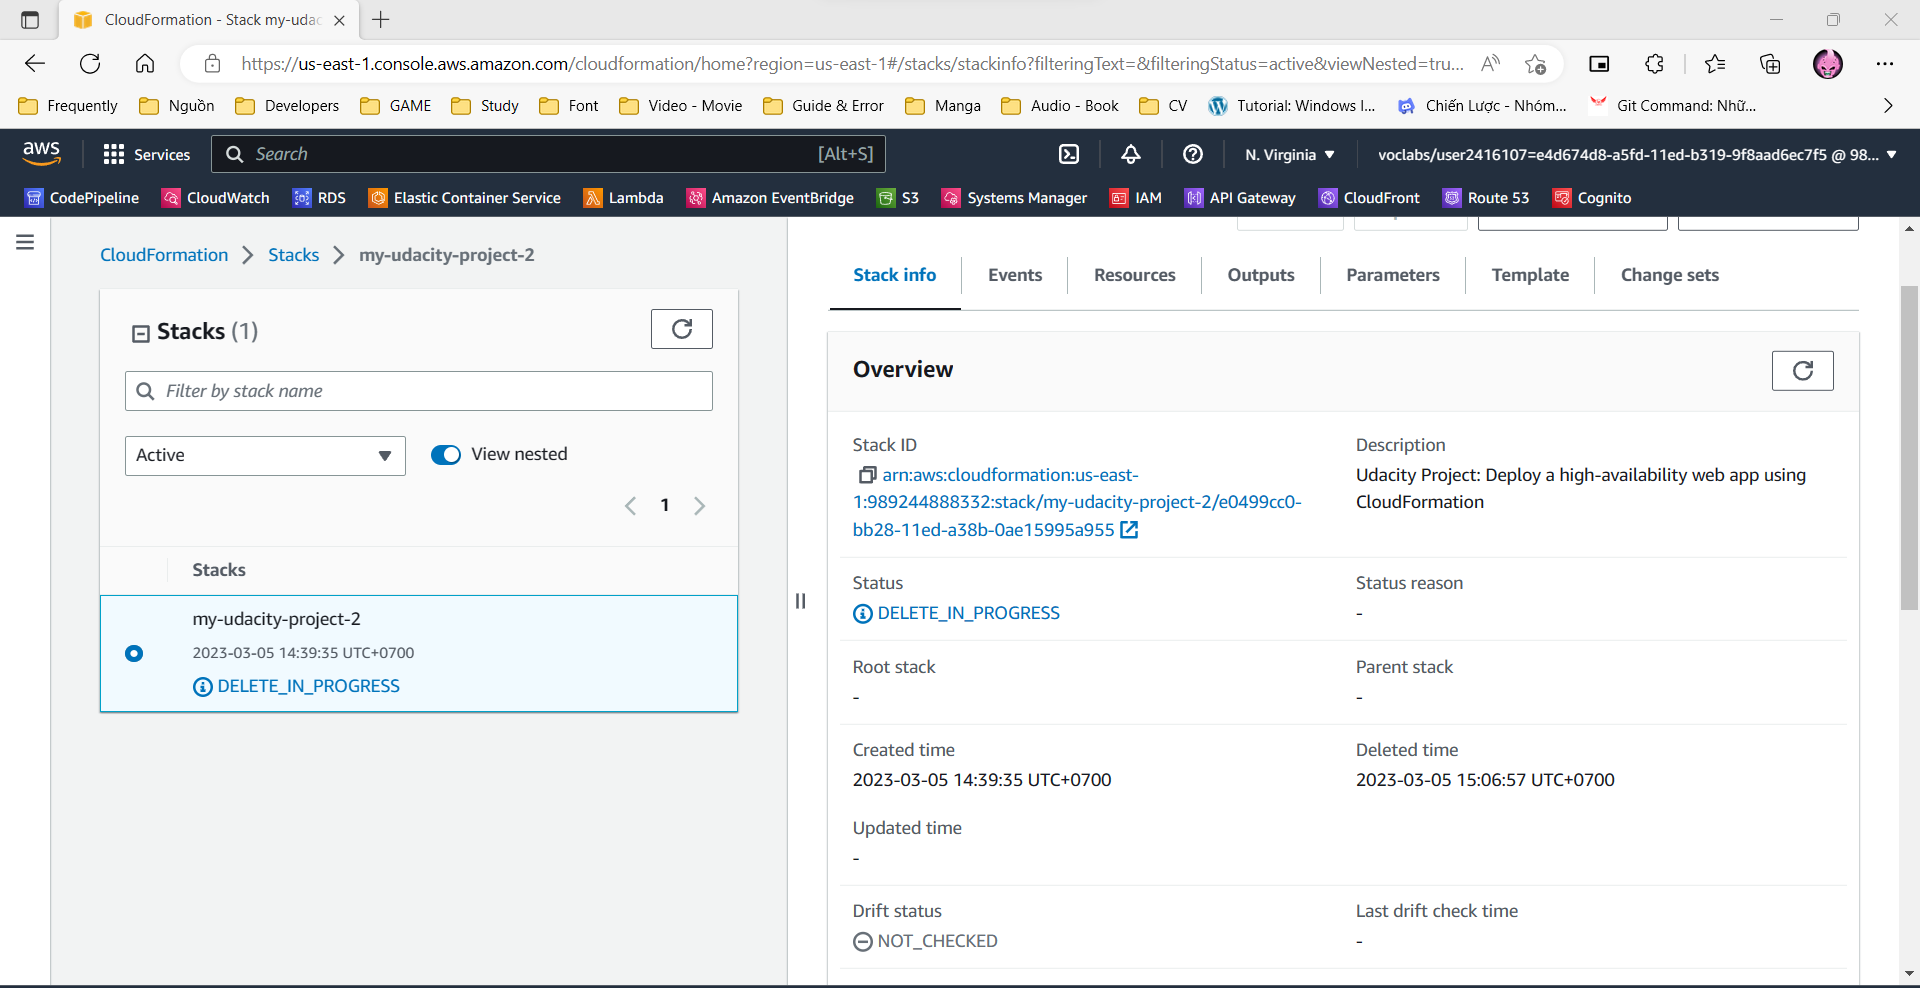 CloudFormation - Stack my-udac
https://us-east-1.console.aws.amazon.com/cloudformation/home?region=us-east-1#/stacks/stackinfo?filteringText=&filteringStatus=active&viewNested=tru...
Frequently Nguồn Developers GAME Study Font Video - Movie Guide & Error Manga Audio - Book CV Tutorial: Windows I... Chiến Lược - Nhóm... Git Command: Nhữ...
aws Services Search [Alt+S] N. Virginia voclabs/user2416107=e4d674d8-a5fd-11ed-b319-9f8aad6ec7f5 @ 98...
CodePipeline CloudWatch RDS Elastic Container Service Lambda Amazon EventBridge S3 Systems Manager IAM API Gateway CloudFront Route 53 Cognito
CloudFormation Stacks my-udacity-project-2
Stacks (1)
Filter by stack name
Active View nested
1
Stacks
my-udacity-project-2
2023-03-05 14:39:35 UTC+0700
DELETE_IN_PROGRESS
Stack info Events Resources Outputs Parameters Template Change sets
Overview
Stack ID
arn:aws:cloudformation:us-east-
1:989244888332:stack/my-udacity-project-2/e0499cc0-
bb28-11ed-a38b-0ae15995a955
Description
Udacity Project: Deploy a high-availability web app using
CloudFormation
Status
DELETE_IN_PROGRESS
Status reason
-
Root stack
-
Parent stack
-
Created time
2023-03-05 14:39:35 UTC+0700
Deleted time
2023-03-05 15:06:57 UTC+0700
Updated time
-
Drift status
NOT_CHECKED
Last drift check time
-